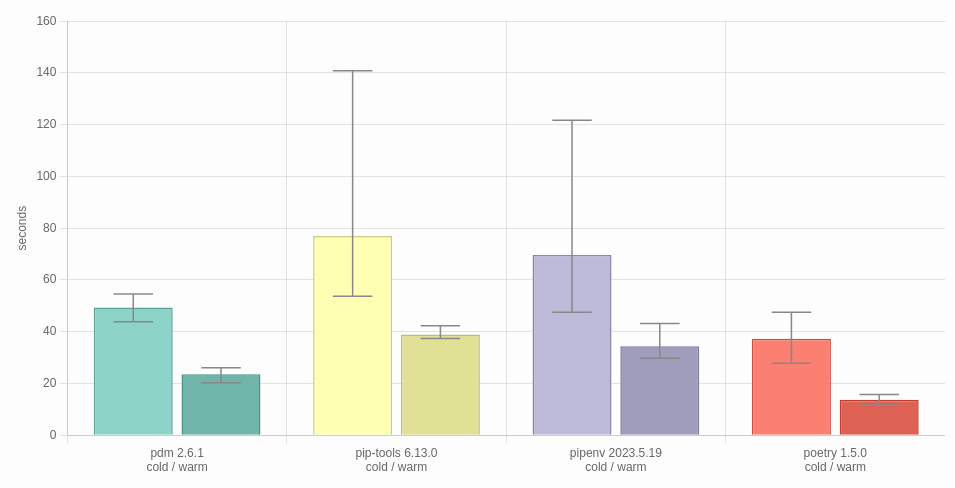 160
140
120
100
80
60
40
20
0
seconds
pdm 2.6.1
cold / warm
pip-tools 6.13.0
cold / warm
pipenv 2023.5.19
cold / warm
poetry 1.5.0
cold / warm